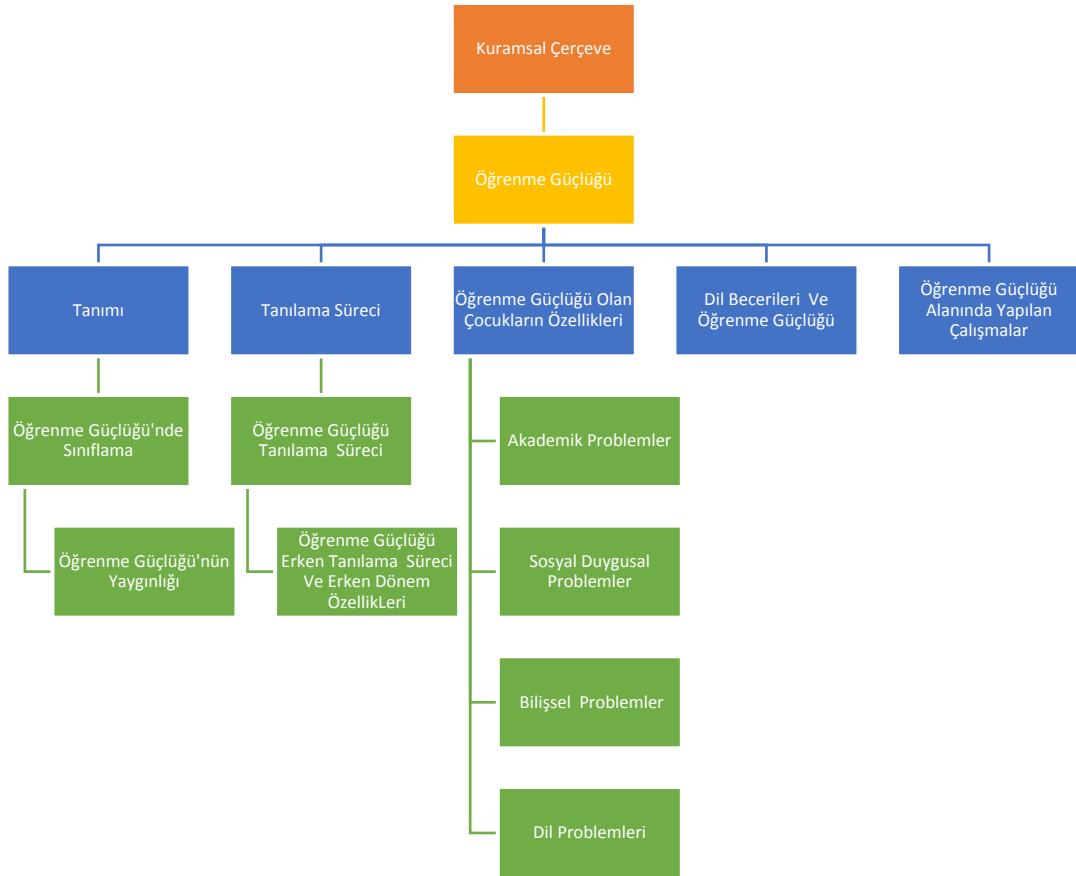 Kuramsal Çerçeve
Öğrenme Güçlüğü
Tanımı
Tanılama Süreci
Öğrenme Güçlüğü Olan
Çocukların Özellikleri
Dil Becerileri Ve
Öğrenme Güçlüğü
Öğrenme Güçlüğü
Alanında Yapılan
Çalışmalar
Öğrenme Güçlüğü'nde
Sınıflama
Öğrenme Güçlüğü
Tanılama Süreci
Akademik Problemler
Öğrenme Güçlüğü'nün
Yaygınlığı
Öğrenme Güçlüğü
Erken Tanılama Süreci
Ve Erken Dönem
ÖzellikLeri
Sosyal Duygusal
Problemler
Bilişsel Problemler
Dil Problemleri